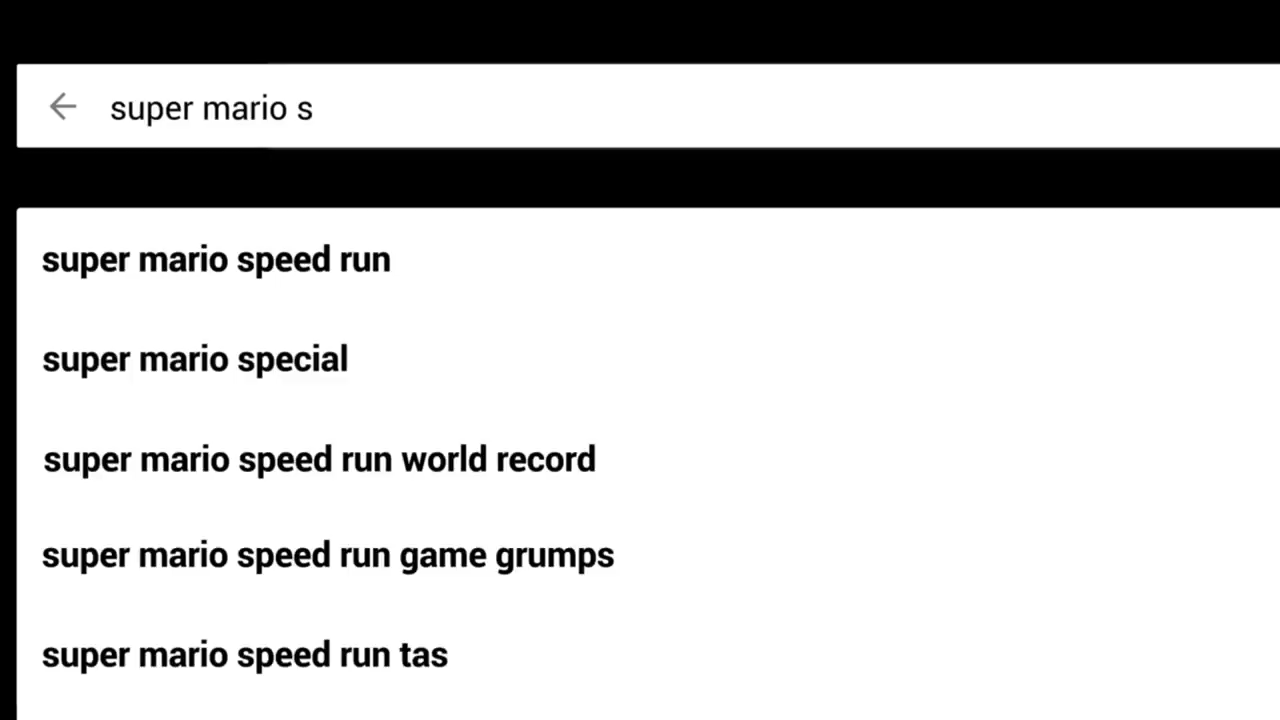 super mario s
super mario speed run
super mario special
super mario speed run world record
super mario speed run game grumps
super mario speed run tas